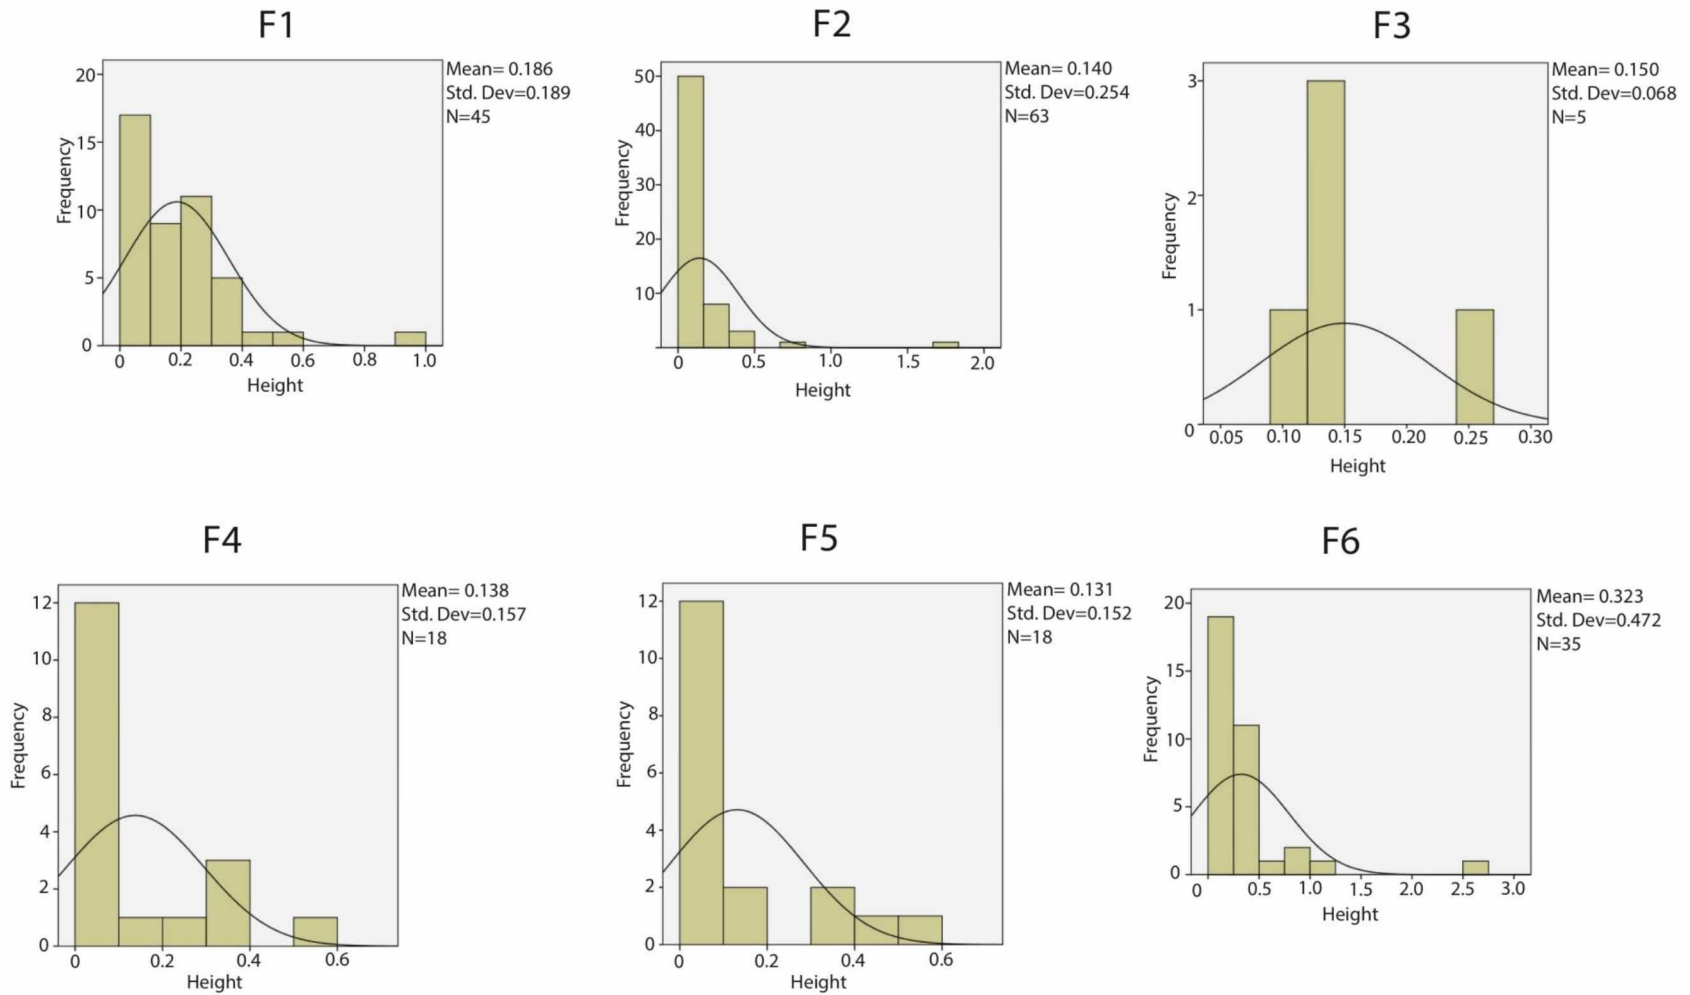 F1
F2
F3
Mean= 0.186
Std. Dev=0.189
N=45
20
15
10
5
0
Frequency
0 0.2 0.4 0.6 0.8 1.0
Height
Mean= 0.140
Std. Dev=0.254
N=63
50
40
30
20
10
Frequency
0 0.5 1.0 1.5 2.0
Height
Mean= 0.150
Std. Dev=0.068
N=5
3
2
1
0
Frequency
0.05 0.10 0.15 0.20 0.25 0.30
Height
F4
F5
F6
Mean= 0.138
Std. Dev=0.157
N=18
12
10
8
6
4
2
0
Frequency
0 0.2 0.4 0.6
Height
Mean= 0.131
Std. Dev=0.152
N=18
12
10
8
6
4
2
0
Frequency
0 0.2 0.4 0.6
Height
Mean= 0.323
Std. Dev=0.472
N=35
20
15
10
5
0
Frequency
0 0.5 1.0 1.5 2.0 2.5 3.0
Height